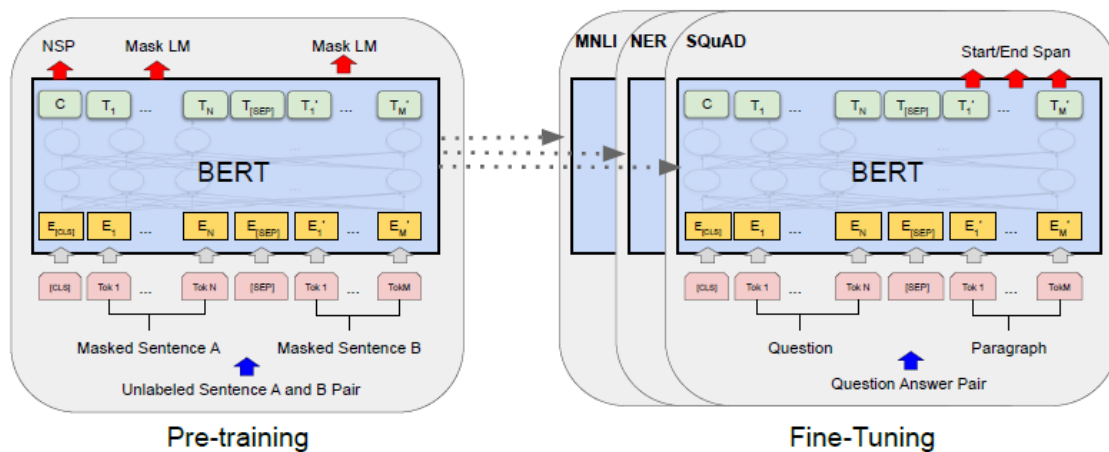 NSP Mask LM Mask LM
C T1 ... TN T[SEP] T1' ... TM'
BERT
E[CLS] E1 ... EN E[SEP] E1' ... EM'
[CLS] Tok 1 ... Tok N [SEP] Tok 1 ... TokM
Masked Sentence A Masked Sentence B
Unlabeled Sentence A and B Pair
Pre-training
MNLI NER SQuAD Start/End Span
C T1 ... TN T[SEP] T1' ... TM'
BERT
E[CLS] E1 ... EN E[SEP] E1' ... EM'
[CLS] Tok 1 ... Tok N [SEP] Tok 1 ... TokM
Question Paragraph
Question Answer Pair
Fine-Tuning